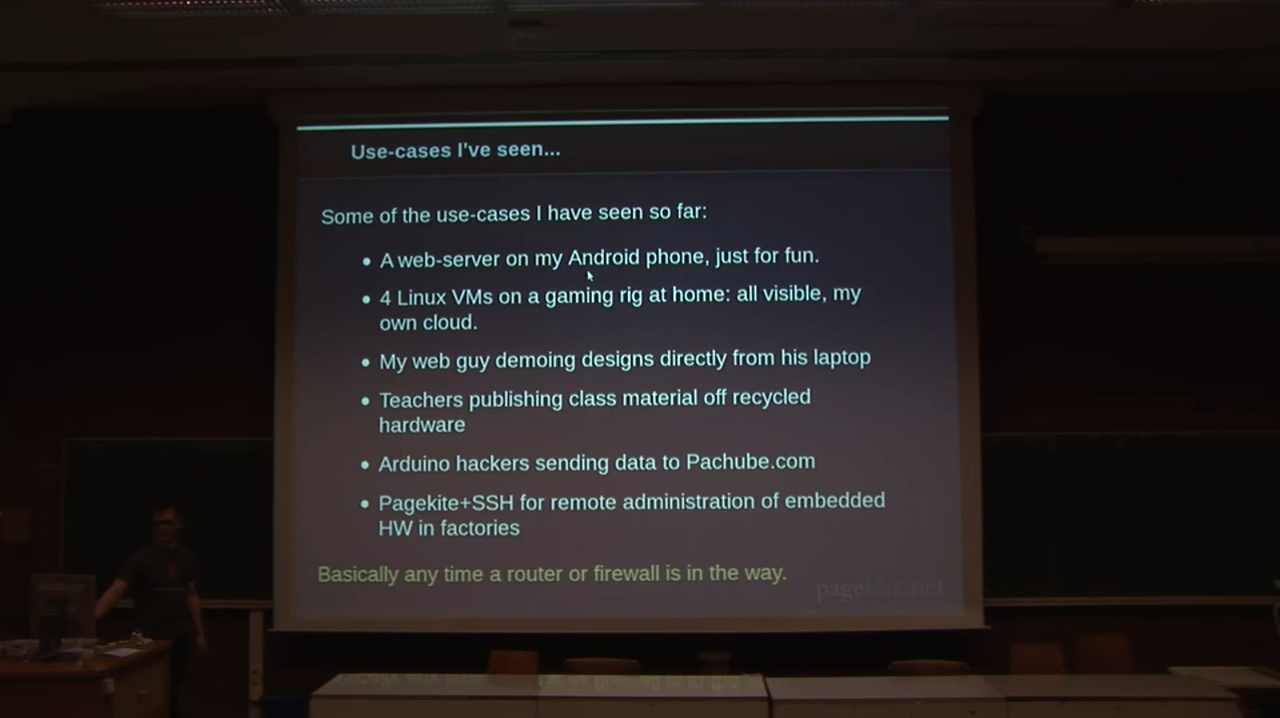 Use-cases I've seen...
Some of the use-cases I have seen so far:
• A web-server on my Android phone, just for fun.
• 4 Linux VMs on a gaming rig at home: all visible, my
own cloud.
• My web guy demoing designs directly from his laptop
• Teachers publishing class material off recycled
hardware
• Arduino hackers sending data to Pachube.com
• Pagekite+SSH for remote administration of embedded
HW in factories
Basically any time a router or firewall is in the way.
pagekite.net